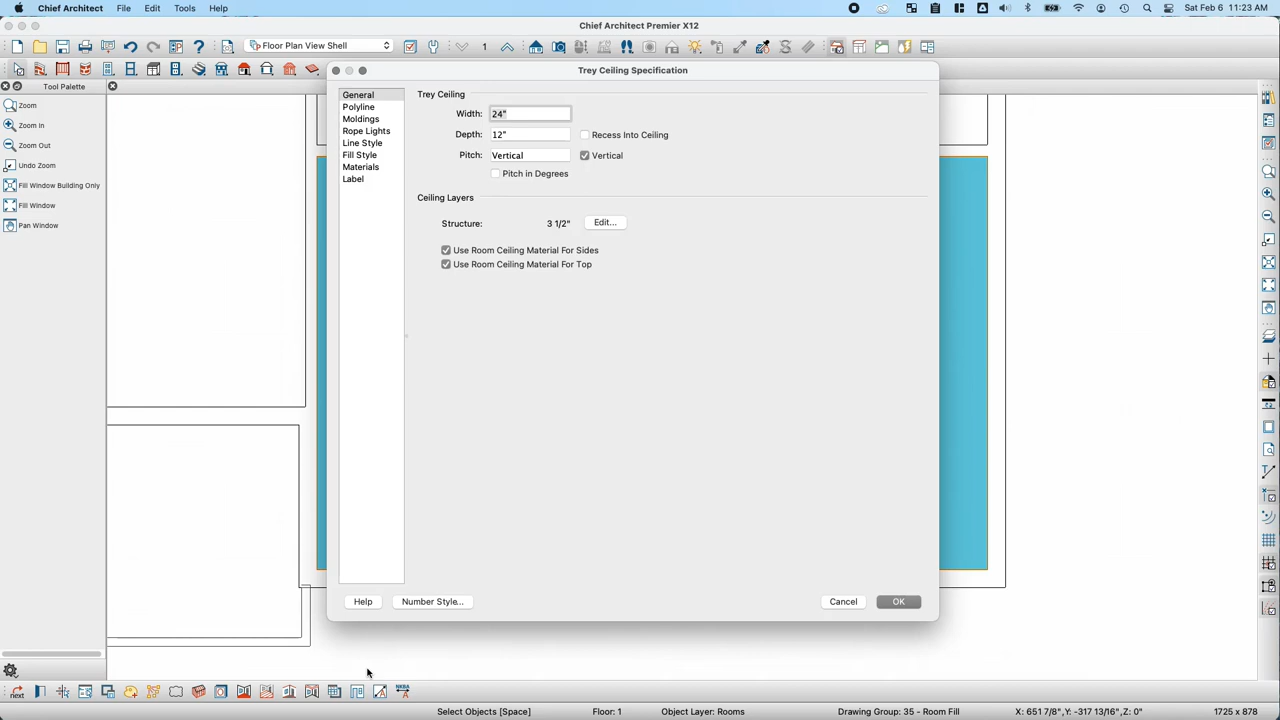 Chief Architect File Edit Tools Help Sat Feb 6 11:23 AM
Chief Architect Premier X12
Floor Plan View Shell 1
Tool Palette
Zoom
Zoom In
Zoom Out
Undo Zoom
Fill Window Building Only
Fill Window
Pan Window
Trey Ceiling Specification
General
Polyline
Moldings
Rope Lights
Line Style
Fill Style
Materials
Label
Trey Ceiling
Width: 24"
Depth: 12" Recess Into Ceiling
Pitch: Vertical Vertical
Pitch in Degrees
Ceiling Layers
Structure: 3 1/2" Edit...
Use Room Ceiling Material For Sides
Use Room Ceiling Material For Top
Help Number Style... Cancel OK
next
NKBA
Select Objects [Space] Floor: 1 Object Layer: Rooms Drawing Group: 35 - Room Fill X: 651 7/8", Y: -317 13/16", Z: 0" 1725 x 878